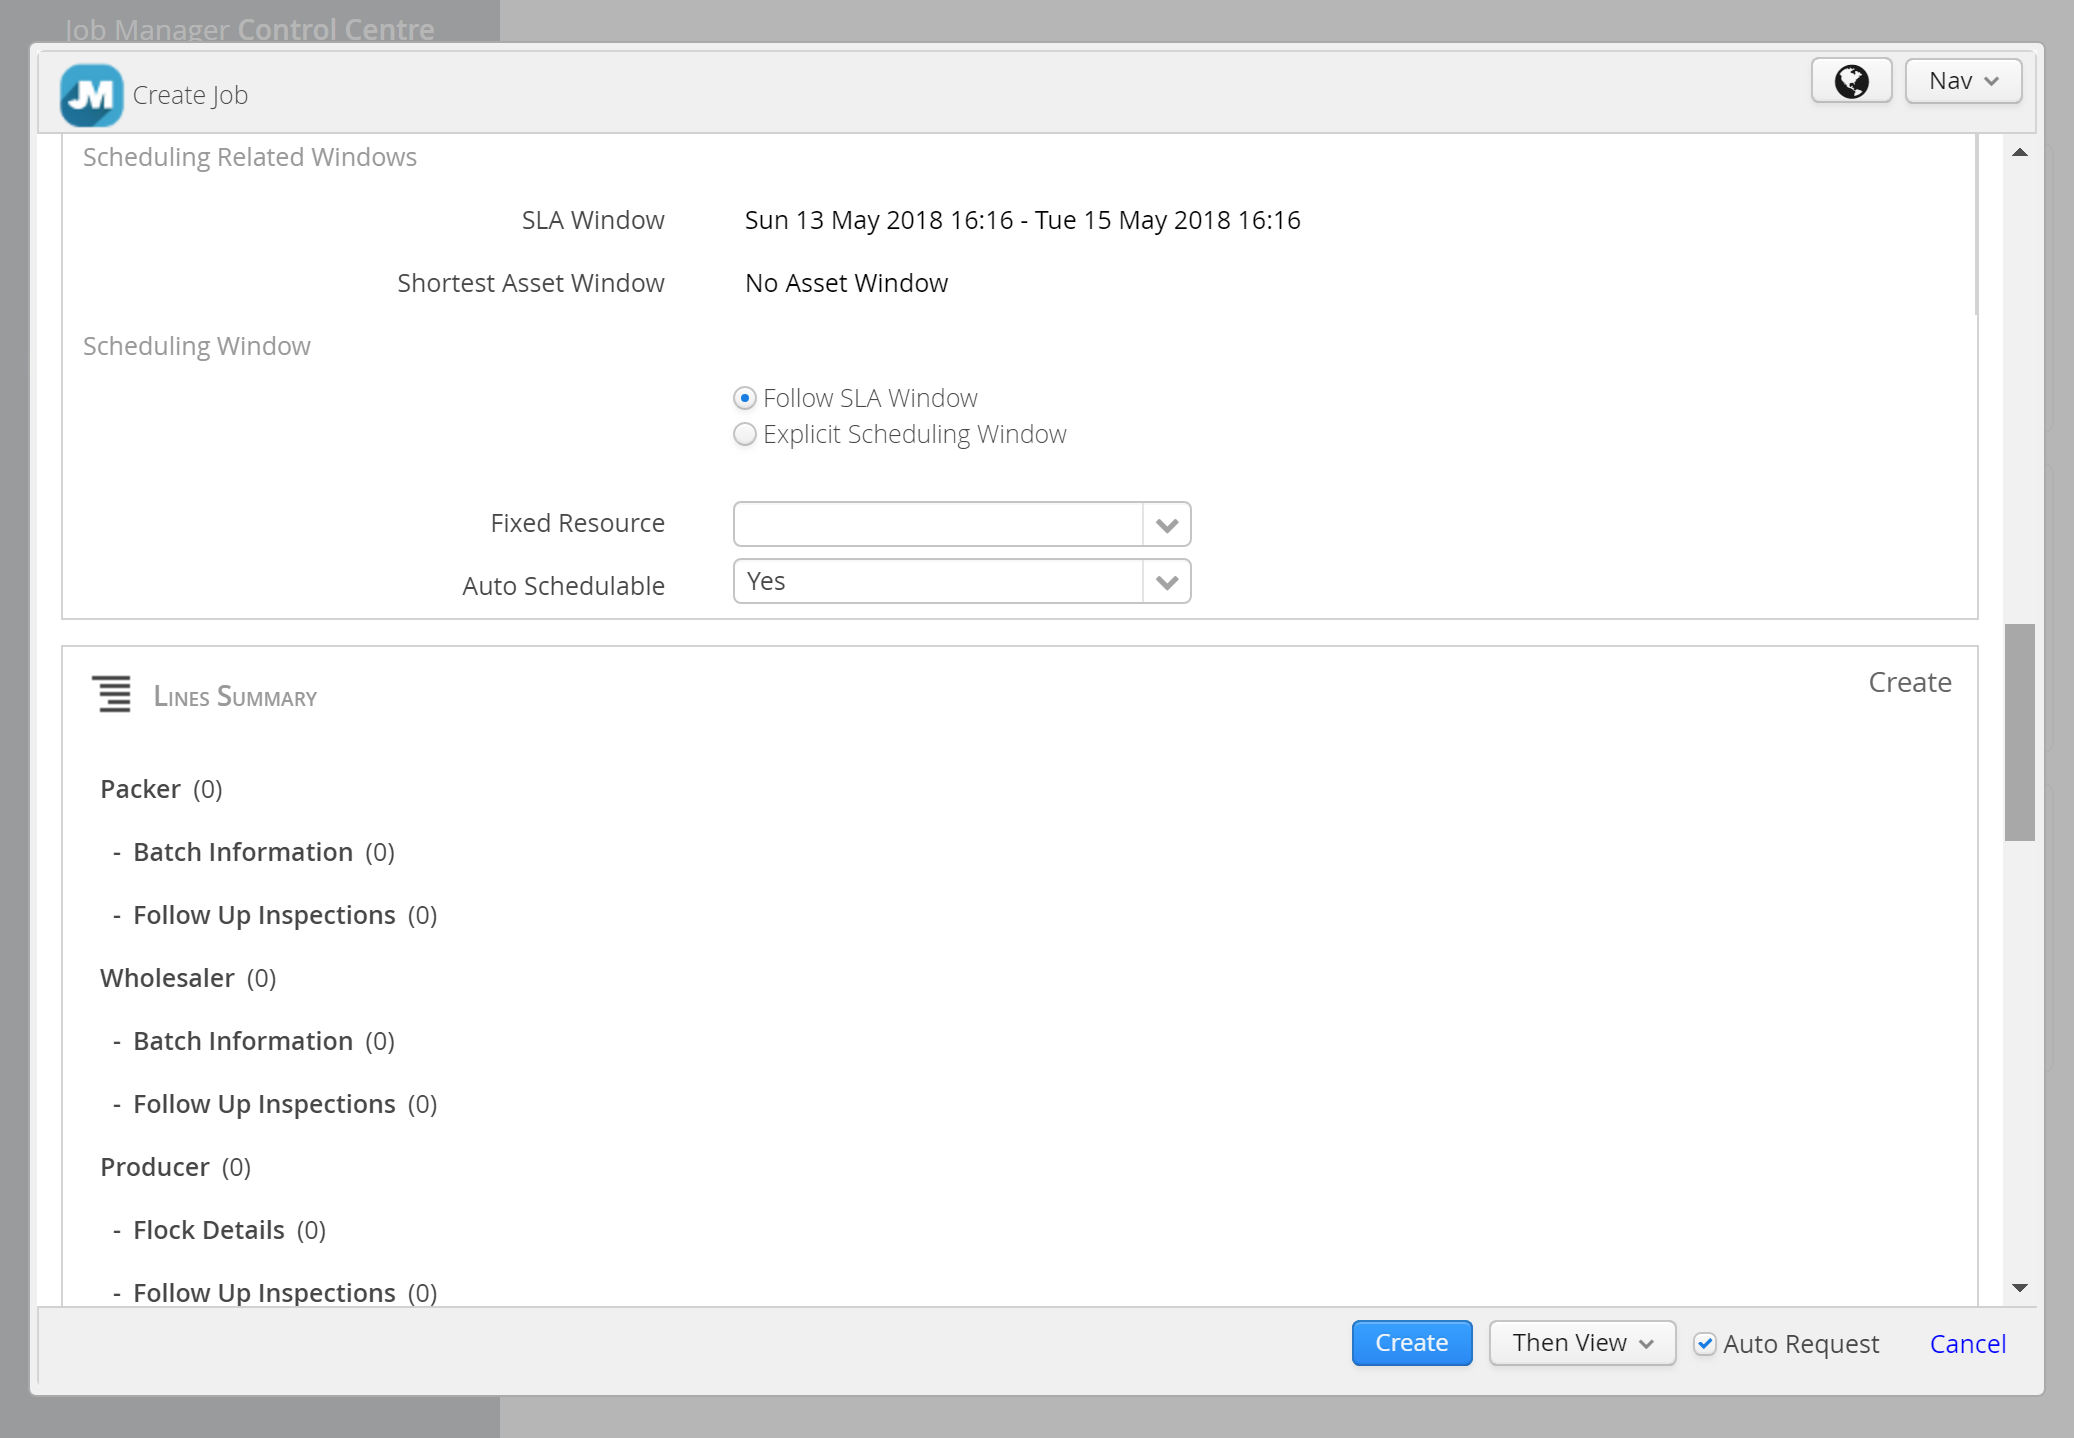 Job Manager Control Centre
JM Create Job
Nav
Scheduling Related Windows
SLA Window Sun 13 May 2018 16:16 - Tue 15 May 2018 16:16
Shortest Asset Window No Asset Window
Scheduling Window
Follow SLA Window
Explicit Scheduling Window
Fixed Resource
Auto Schedulable Yes
Lines Summary Create
Packer (0)
- Batch Information (0)
- Follow Up Inspections (0)
Wholesaler (0)
- Batch Information (0)
- Follow Up Inspections (0)
Producer (0)
- Flock Details (0)
- Follow Up Inspections (0)
Create Then View Auto Request Cancel